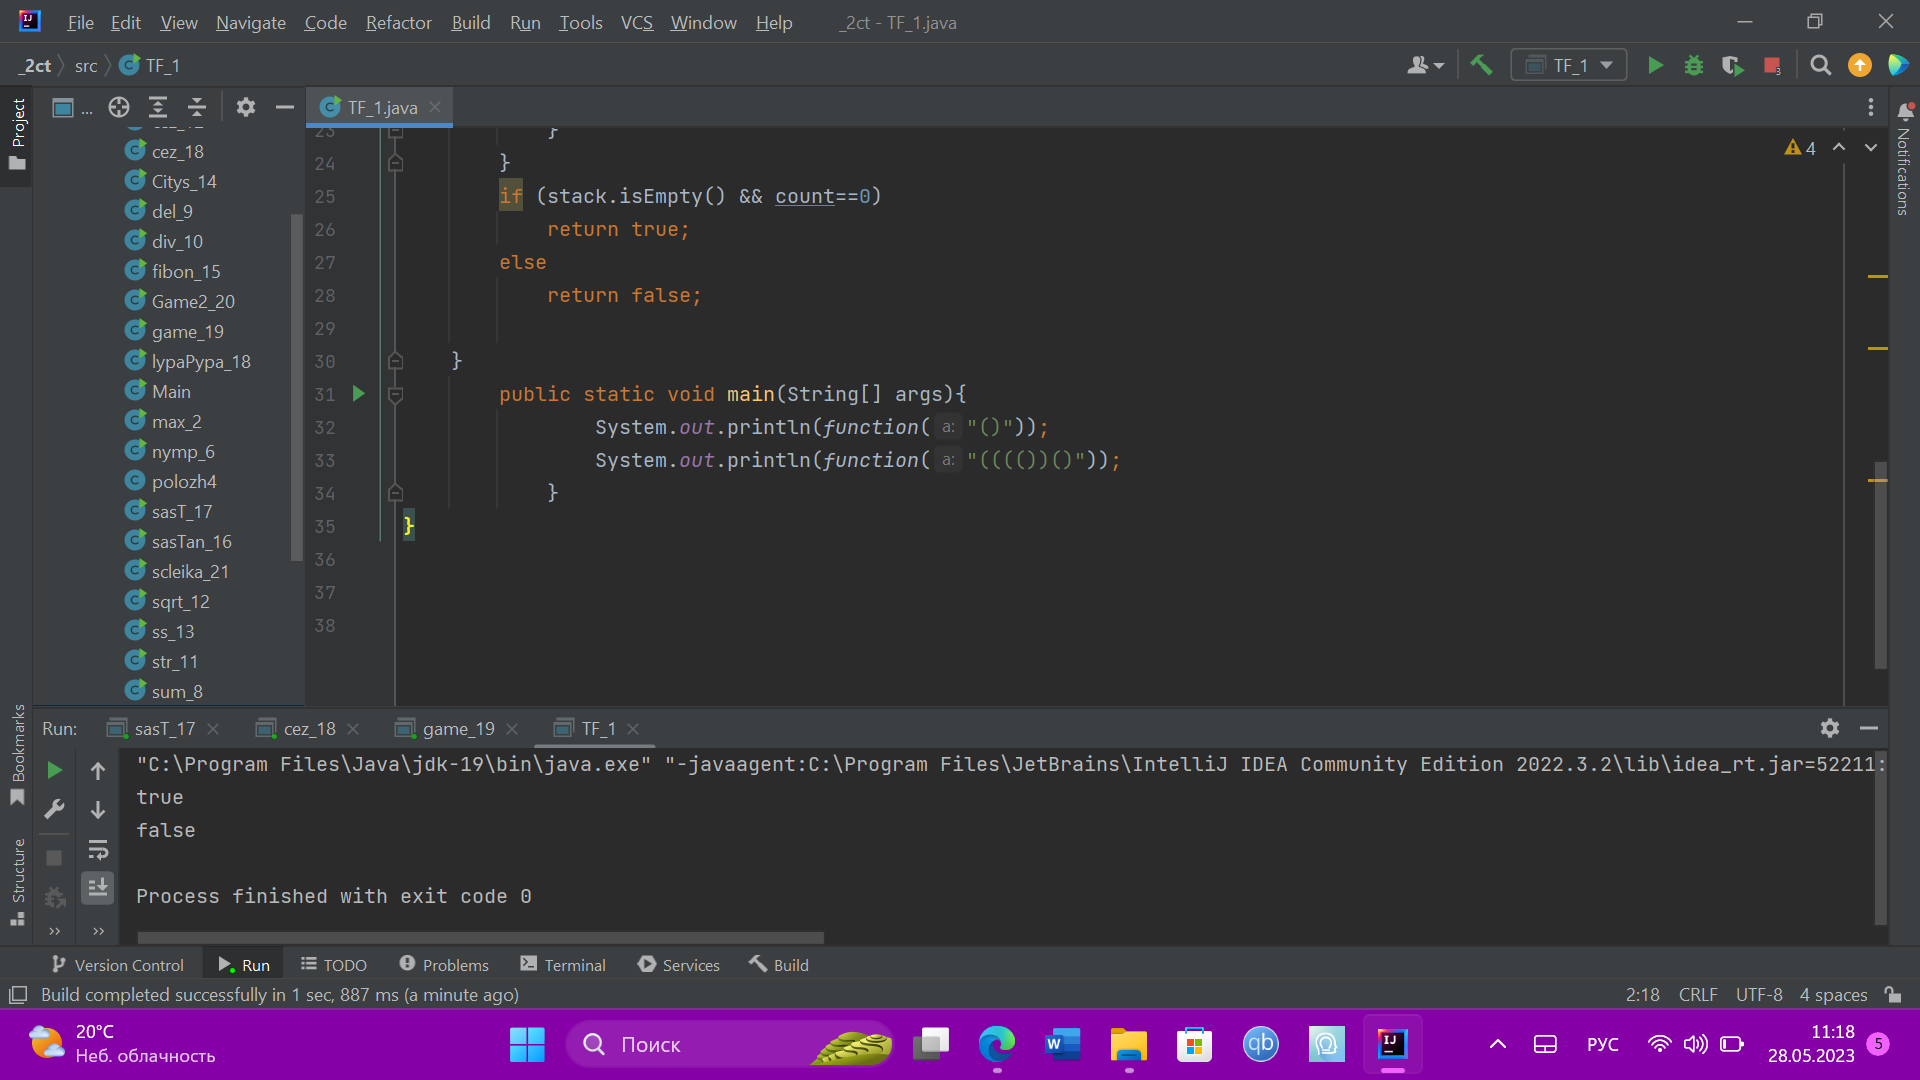 File Edit View Navigate Code Refactor Build Run Tools VCS Window Help _2ct - TF_1.java
_2ct src TF_1
TF_1
Project
...
TF_1.java
Notifications
cez_18
Citys_14
del_9
div_10
fibon_15
Game2_20
game_19
lypaPypa_18
Main
max_2
nymp_6
polozh4
sasT_17
sasTan_16
scleika_21
sqrt_12
ss_13
str_11
sum_8
4
23 }
24 }
25 if (stack.isEmpty() && count==0)
26 return true;
27 else
28 return false;
29
30 }
31 public static void main(String[] args){
32 System.out.println(function( a: "()"));
33 System.out.println(function( a: "(((())()"));
34 }
35 }
36
37
38
Bookmarks
Structure
Run: sasT_17 cez_18 game_19 TF_1
"C:\Program Files\Java\jdk-19\bin\java.exe" "-javaagent:C:\Program Files\JetBrains\IntelliJ IDEA Community Edition 2022.3.2\lib\idea_rt.jar=52211:
true
false
Process finished with exit code 0
Version Control Run TODO Problems Terminal Services Build
Build completed successfully in 1 sec, 887 ms (a minute ago) 2:18 CRLF UTF-8 4 spaces
20°C
Неб. облачность
Поиск
РУС
11:18
28.05.2023
5